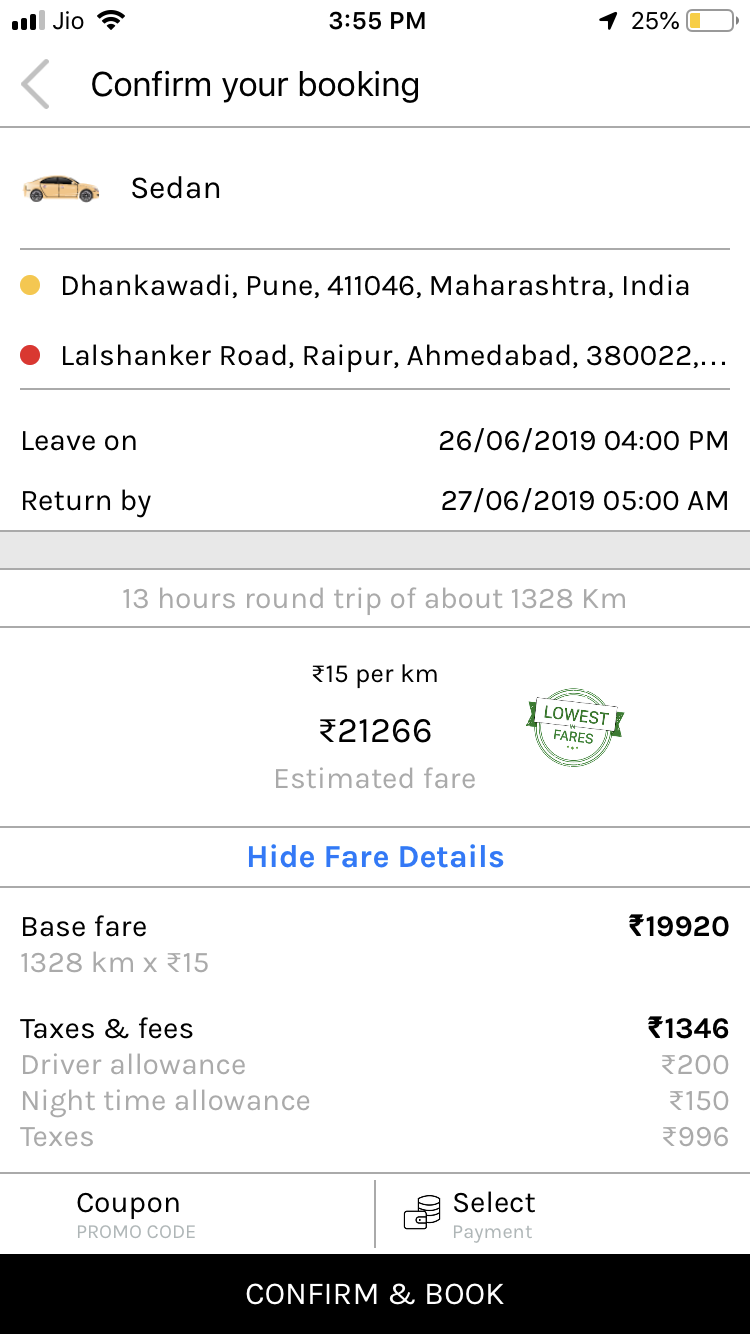 Jio 3:55 PM 25%
Confirm your booking
Sedan
Dhankawadi, Pune, 411046, Maharashtra, India
Lalshanker Road, Raipur, Ahmedabad, 380022,...
Leave on 26/06/2019 04:00 PM
Return by 27/06/2019 05:00 AM
13 hours round trip of about 1328 Km
₹15 per km
₹21266
LOWEST
IN
FARES
Estimated fare
Hide Fare Details
Base fare ₹19920
1328 km x ₹15
Taxes & fees ₹1346
Driver allowance ₹200
Night time allowance ₹150
Texes ₹996
Coupon
PROMO CODE
Select
Payment
CONFIRM & BOOK